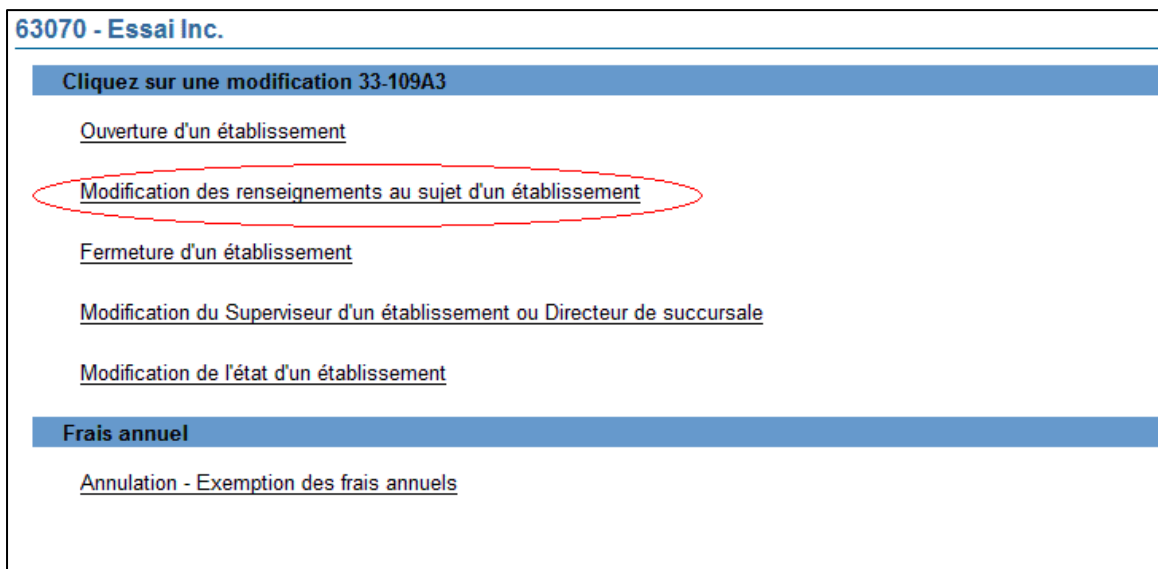 63070 - Essai Inc.
Cliquez sur une modification 33-109A3
Ouverture d'un établissement
Modification des renseignements au sujet d'un établissement
Fermeture d'un établissement
Modification du Superviseur d'un établissement ou Directeur de succursale
Modification de l'état d'un établissement
Frais annuel
Annulation - Exemption des frais annuels